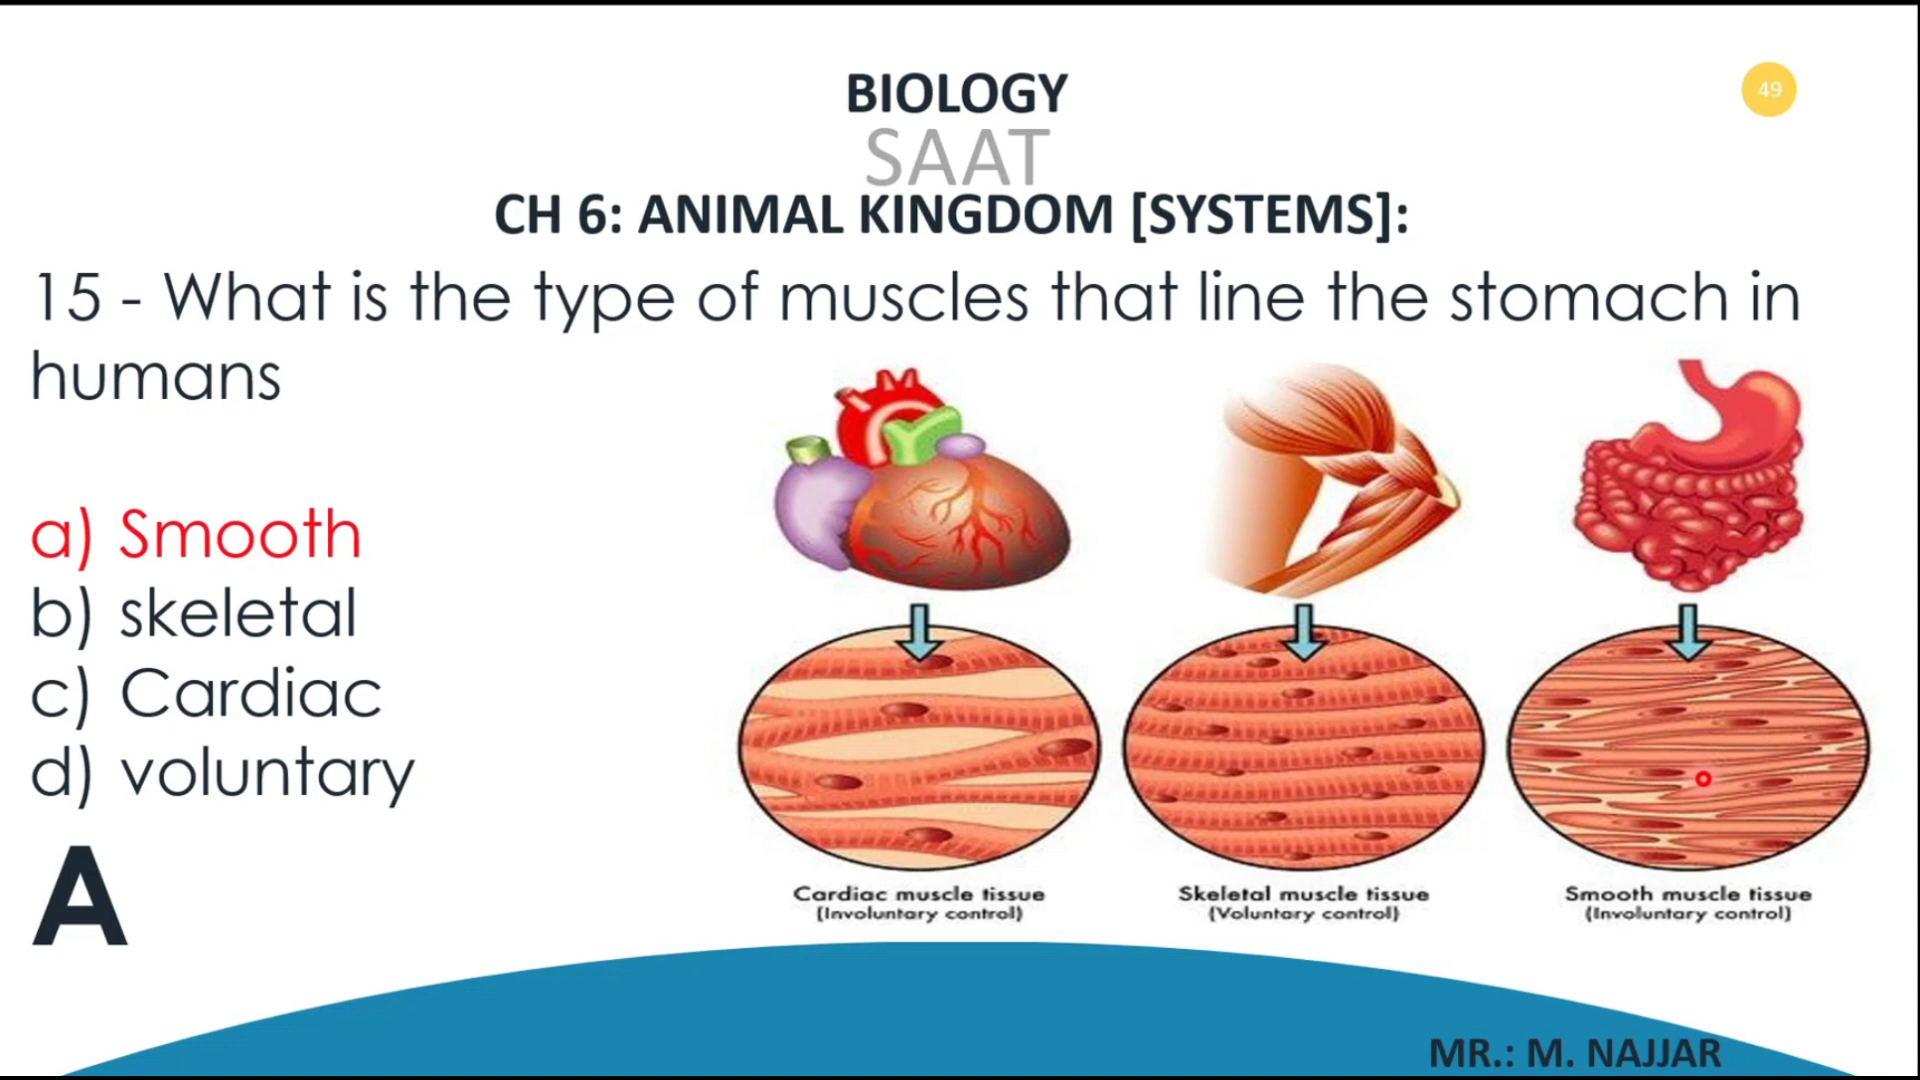 BIOLOGY
49
SAAT
CH 6: ANIMAL KINGDOM [SYSTEMS]:
15 - What is the type of muscles that line the stomach in
humans
a) Smooth
b) skeletal
c) Cardiac
d) voluntary
A
Cardiac muscle tissue
(Involuntary control)
Skeletal muscle tissue
(Voluntary control)
Smooth muscle tissue
(Involuntary control)
MR.: M. NAJJAR